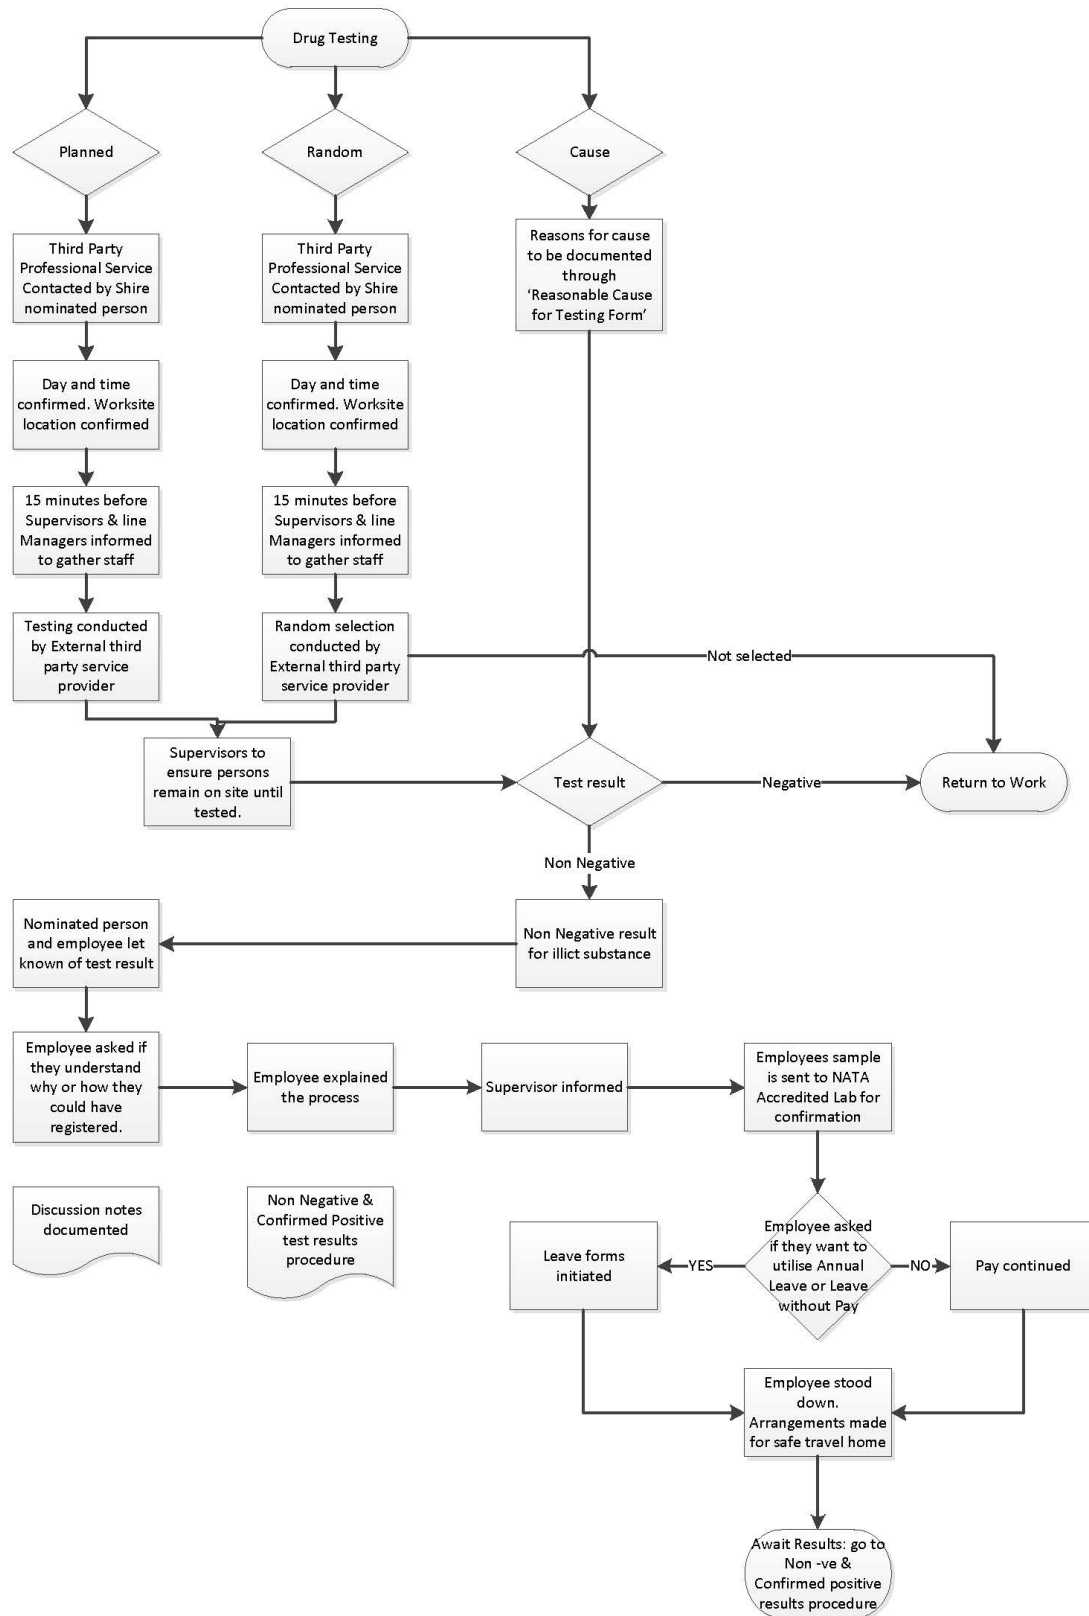 Drug Testing
Planned
Random
Cause
Third Party
Professional Service
Contacted by Shire
nominated person
Third Party
Professional Service
Contacted by Shire
nominated person
Reasons for cause
to be documented
through
‘Reasonable Cause
for Testing Form’
Day and time
confirmed. Worksite
location confirmed
Day and time
confirmed. Worksite
location confirmed
15 minutes before
Supervisors & line
Managers informed
to gather staff
15 minutes before
Supervisors & line
Managers informed
to gather staff
Testing conducted
by External third
party service
provider
Random selection
conducted by
External third party
service provider
Not selected
Supervisors to
ensure persons
remain on site until
tested.
Test result
Negative
Return to Work
Non Negative
Nominated person
and employee let
known of test result
Non Negative result
for illict substance
Employee asked if
they understand
why or how they
could have
registered.
Employee explained
the process
Supervisor informed
Employees sample
is sent to NATA
Accredited Lab for
confirmation
Discussion notes
documented
Non Negative &
Confirmed Positive
test results
procedure
Leave forms
initiated
YES
Employee asked
if they want to
utilise Annual
Leave or Leave
without Pay
NO
Pay continued
Employee stood
down.
Arrangements made
for safe travel home
Await Results: go to
Non -ve &
Confirmed positive
results procedure